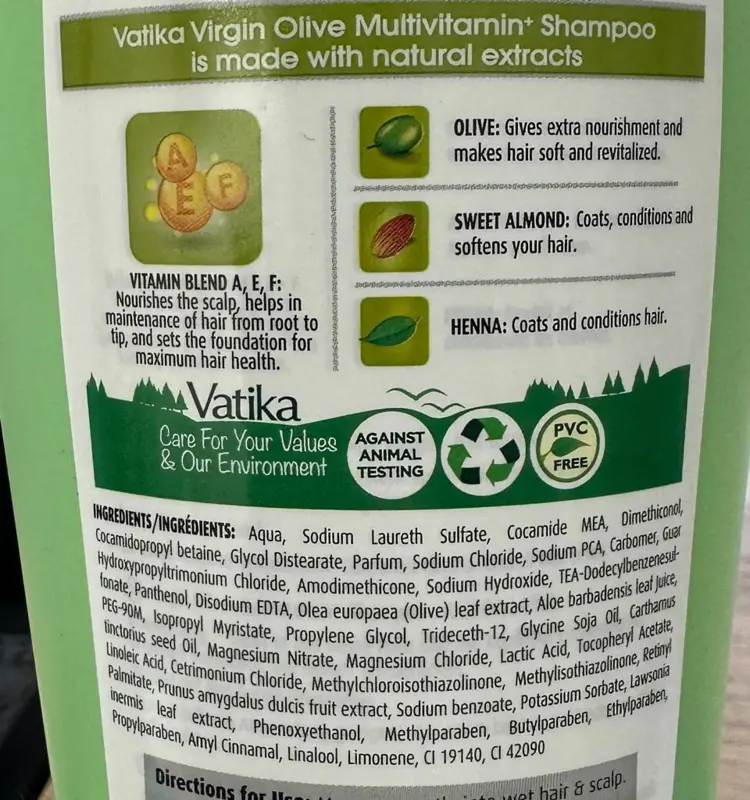 Vatika Virgin Olive Multivitamin⁺ Shampoo
is made with natural extracts
A
E
F
VITAMIN BLEND A, E, F:
Nourishes the scalp, helps in
maintenance of hair from root to
tip, and sets the foundation for
maximum hair health.
OLIVE: Gives extra nourishment and
makes hair soft and revitalized.
SWEET ALMOND: Coats, conditions and
softens your hair.
HENNA: Coats and conditions hair.
Vatika
Care For Your Values
& Our Environment
AGAINST
ANIMAL
TESTING
PVC
FREE
INGREDIENTS/INGRÉDIENTS: Aqua, Sodium Laureth Sulfate, Cocamide MEA, Dimethiconol,
Cocamidopropyl betaine, Glycol Distearate, Parfum, Sodium Chloride, Sodium PCA, Carbomer, Guar
Hydroxypropyltrimonium Chloride, Amodimethicone, Sodium Hydroxide, TEA-Dodecylbenzenesul-
fonate, Panthenol, Disodium EDTA, Olea europaea (Olive) leaf extract, Aloe barbadensis leaf Juice,
PEG-90M, Isopropyl Myristate, Propylene Glycol, Trideceth-12, Glycine Soja Oil, Carthamus
tinctorius seed Oil, Magnesium Nitrate, Magnesium Chloride, Lactic Acid, Tocopheryl Acetate,
Linoleic Acid, Cetrimonium Chloride, Methylchloroisothiazolinone, Methylisothiazolinone, Retinyl
Palmitate, Prunus amygdalus dulcis fruit extract, Sodium benzoate, Potassium Sorbate, Lawsonia
inermis leaf extract, Phenoxyethanol, Methylparaben, Butylparaben, Ethylparaben,
Propylparaben, Amyl Cinnamal, Linalool, Limonene, CI 19140, CI 42090
Directions for Use: wet hair & scalp.